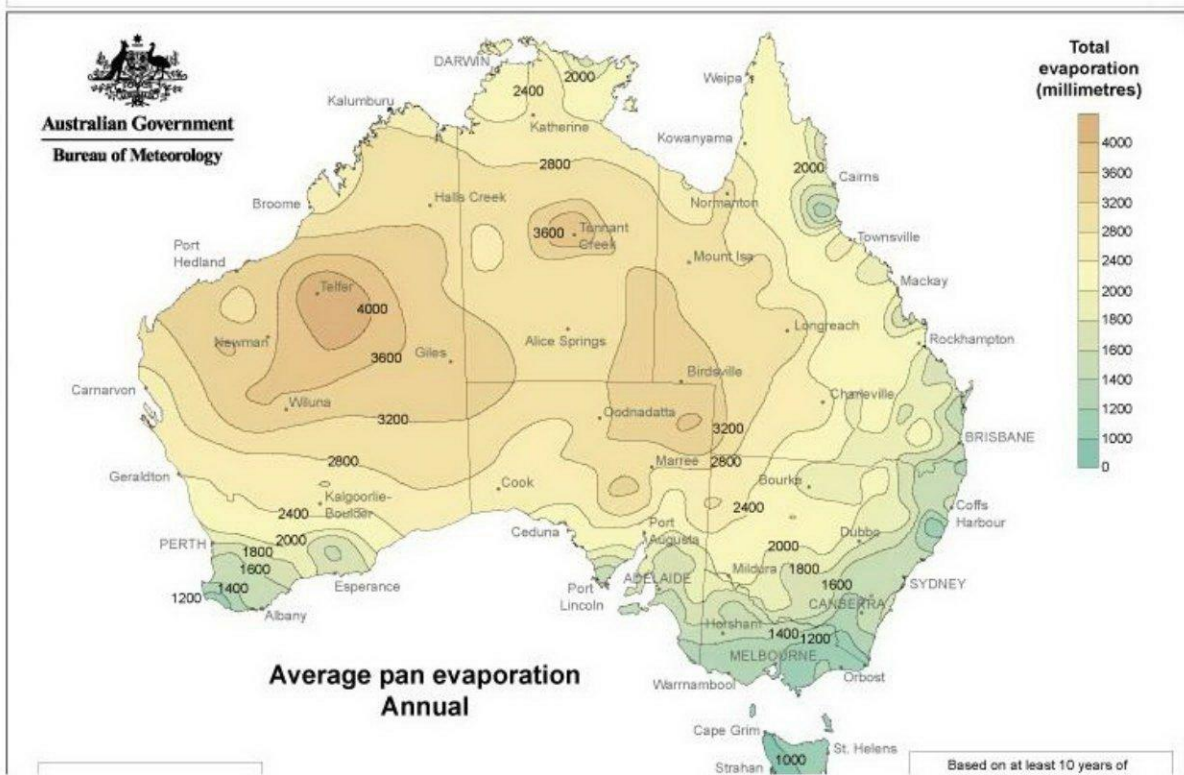 Australian Government
Bureau of Meteorology
Total
evaporation
(millimetres)
4000
3600
3200
2800
2400
2000
1800
1600
1400
1200
1000
0
DARWIN
2000
2400
Weipa
Kalumburu
Katherine
Kowanyama
2800
2000
Cairns
Halls Creek
Normanton
Broome
3600
Tennant
Creek
Townsville
Port
Hedland
Mount Isa
Mackay
Telfer
4000
Newman
Alice Springs
Longreach
Rockhampton
3600
Giles
Birdsville
Carnarvon
Wiluna
Charleville
3200
Oodnadatta
3200
BRISBANE
2800
Marree
2800
Geraldton
Cook
Bourke
Kalgoorlie-
Boulder
2400
Coffs
Harbour
2400
Ceduna
Port
Augusta
Dubbo
PERTH
2000
2000
1800
1600
Mildura
1800
Esperance
Port
Lincoln
ADELAIDE
1600
SYDNEY
1400
1200
CANBERRA
Albany
Horsham
1400
1200
MELBOURNE
Warrnambool
Orbost
Average pan evaporation
Annual
Cape Grim
St. Helens
1000
Strahan
Based on at least 10 years of